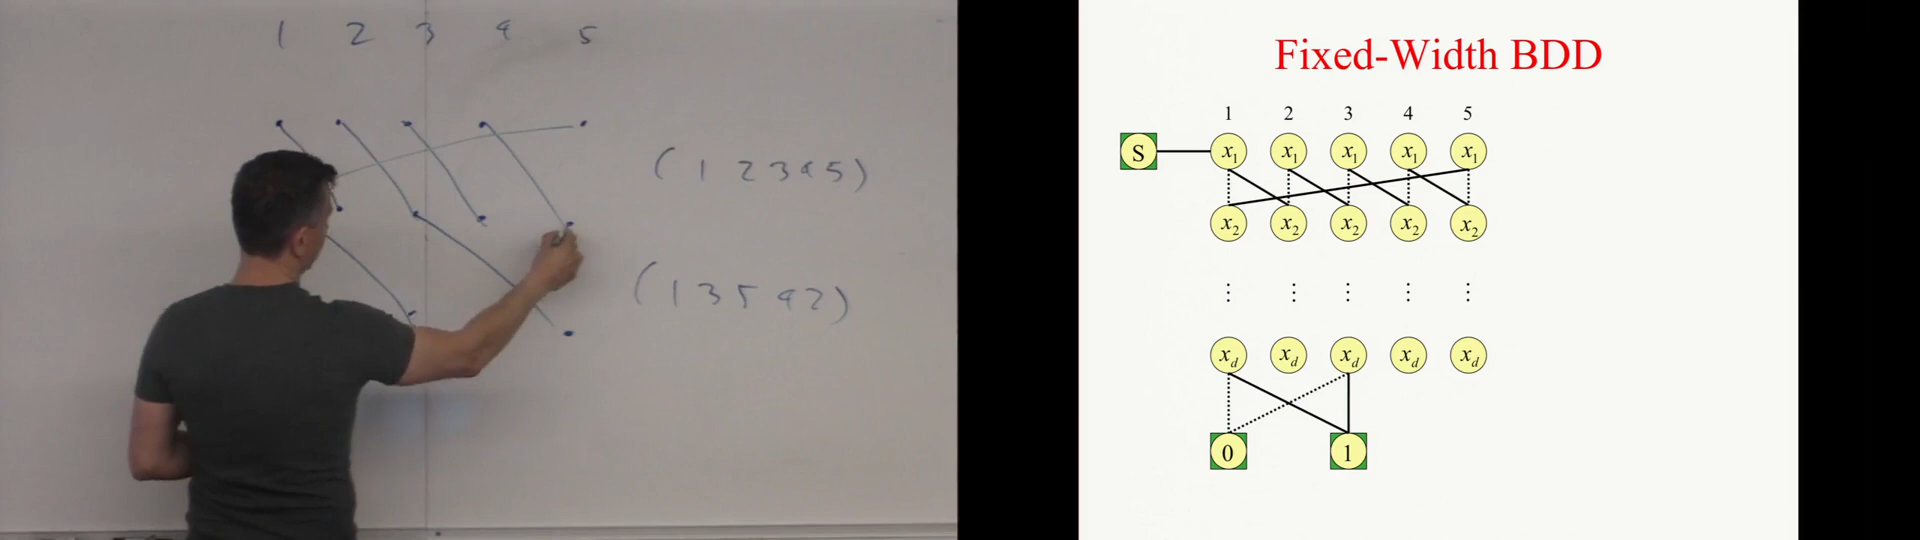 1 2 3 4 5
(1 2 3 4 5)
(1 3 5 4 2)
Fixed-Width BDD
1 2 3 4 5
S x1 x1 x1 x1 x1
x2 x2 x2 x2 x2
⋮ ⋮ ⋮ ⋮ ⋮
xd xd xd xd xd
0 1